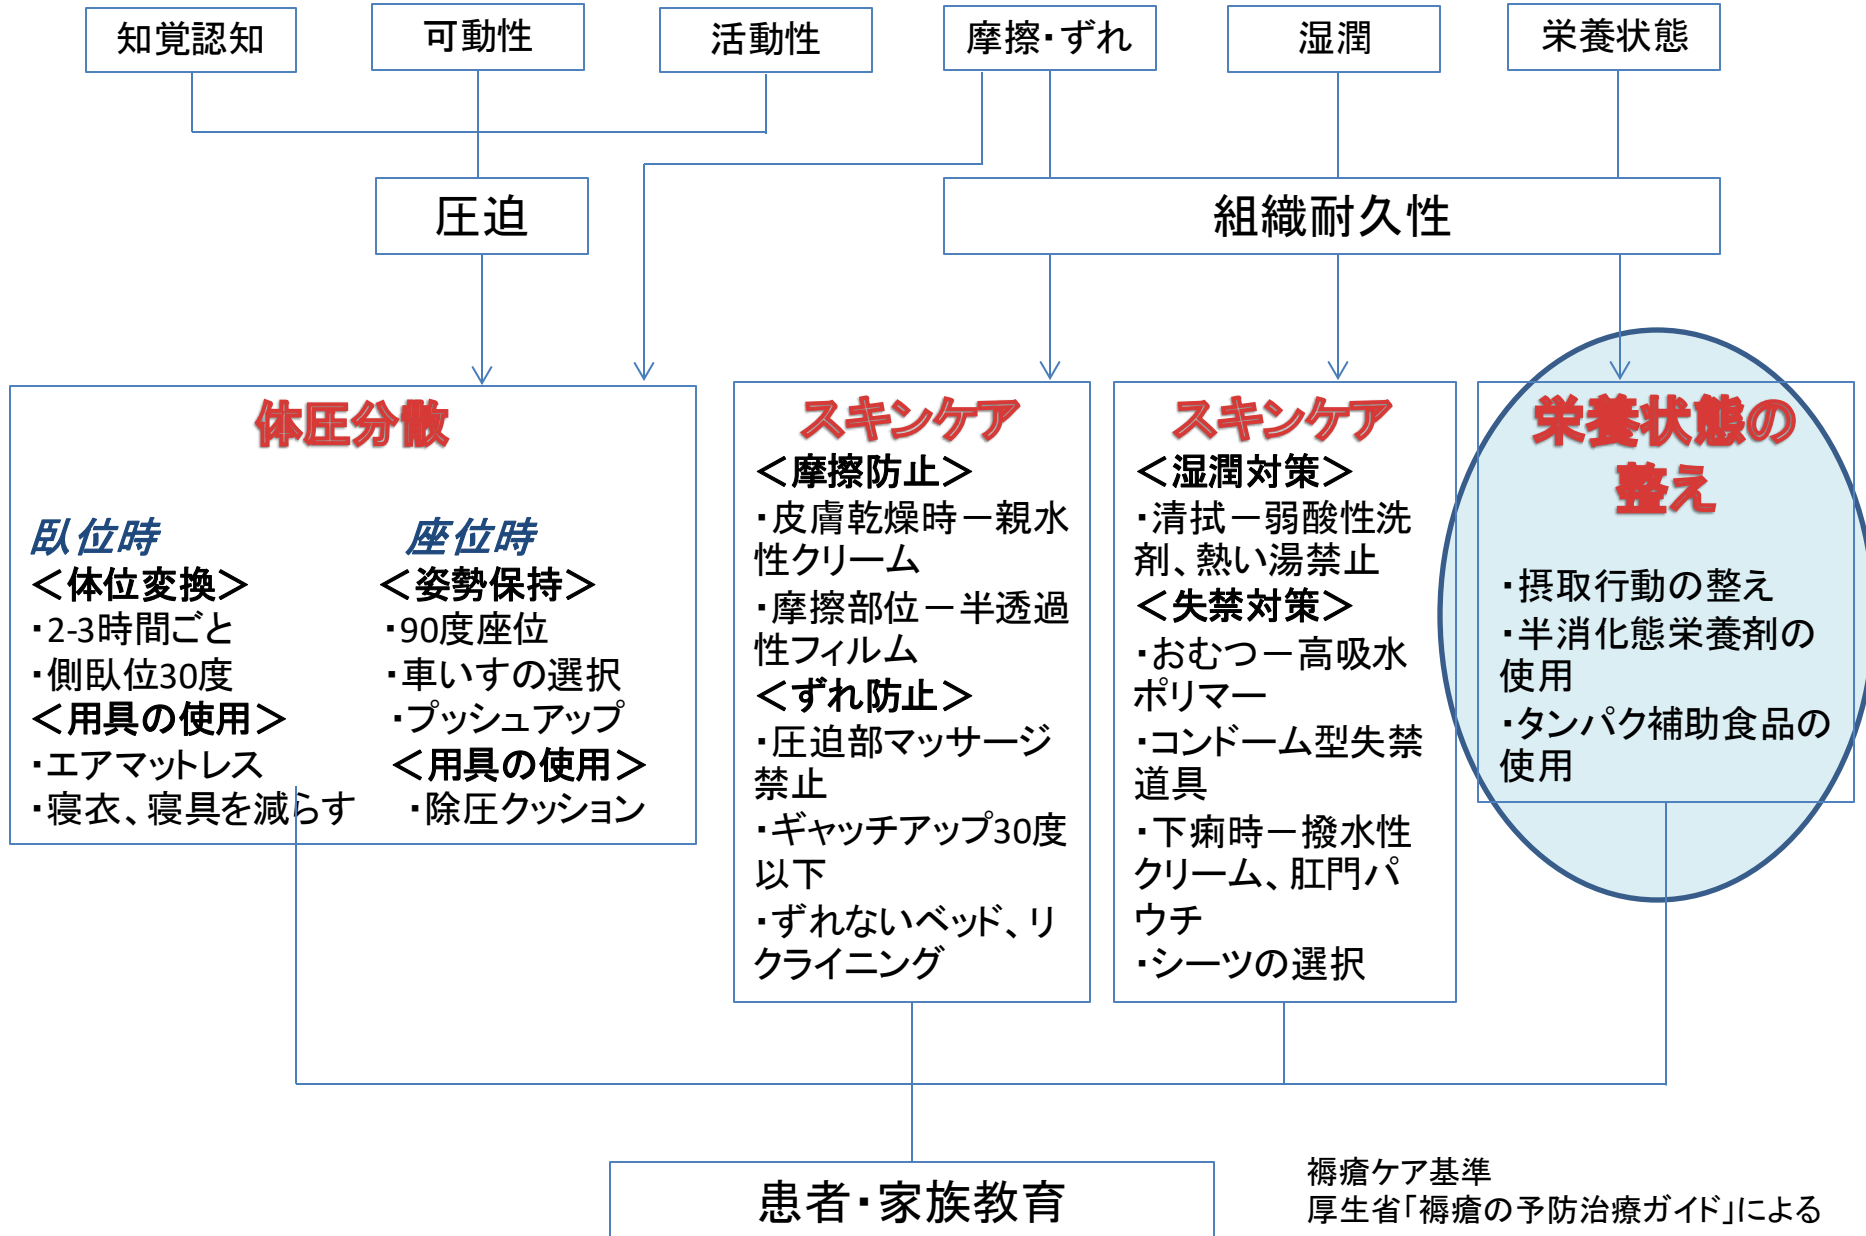 知覚認知
可動性
活動性
摩擦・ずれ
湿潤
栄養状態
圧迫
組織耐久性
体圧分散
臥位時
＜体位変換＞
・2-3時間ごと
・側臥位30度
＜用具の使用＞
・エアマットレス
・寝衣、寝具を減らす
座位時
＜姿勢保持＞
・90度座位
・車いすの選択
・プッシュアップ
＜用具の使用＞
・除圧クッション
スキンケア
＜摩擦防止＞
・皮膚乾燥時－親水
性クリーム
・摩擦部位－半透過
性フィルム
＜ずれ防止＞
・圧迫部マッサージ
禁止
・ギャッチアップ30度
以下
・ずれないベッド、リ
クライニング
スキンケア
＜湿潤対策＞
・清拭－弱酸性洗
剤、熱い湯禁止
＜失禁対策＞
・おむつ－高吸水
ポリマー
・コンドーム型失禁
道具
・下痢時－撥水性
クリーム、肛門パ
ウチ
・シーツの選択
栄養状態の
整え
・摂取行動の整え
・半消化態栄養剤の
使用
・タンパク補助食品の
使用
患者・家族教育
褥瘡ケア基準
厚生省「褥瘡の予防治療ガイド」による